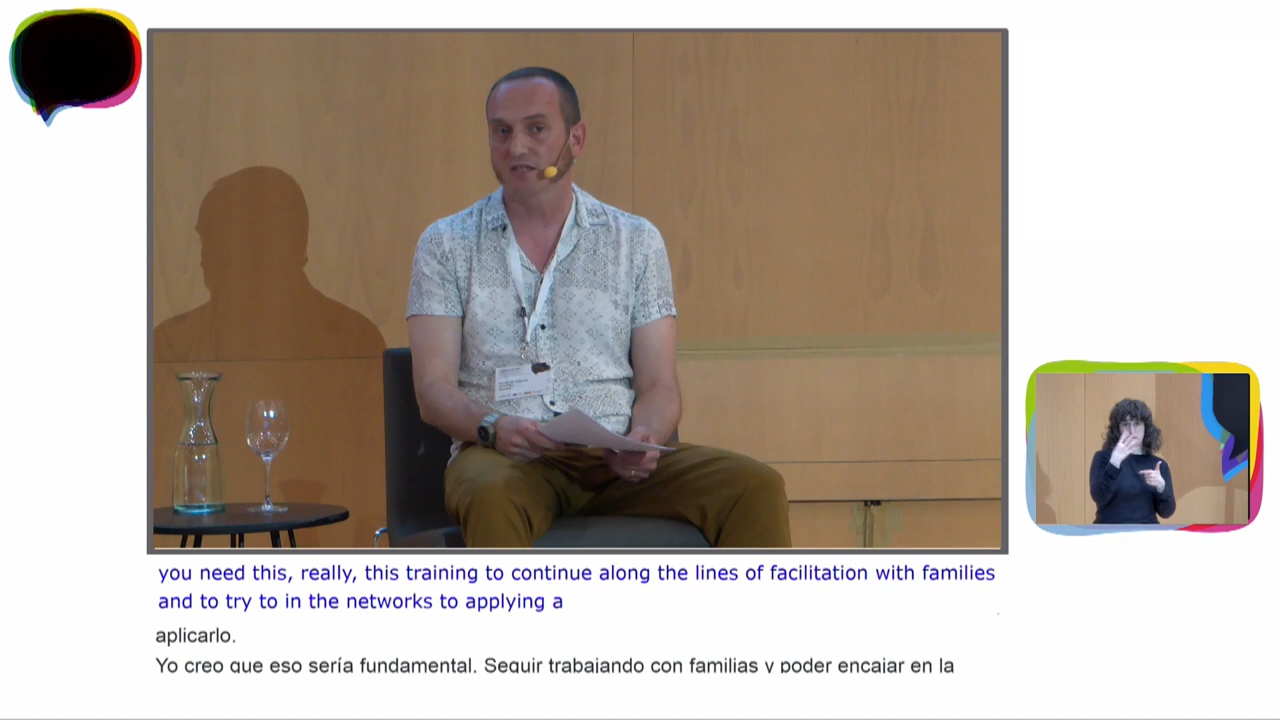 you need this, really, this training to continue along the lines of facilitation with families
and to try to in the networks to applying a
aplicarlo.
Yo creo que eso sería fundamental. Seguir trabajando con familias y poder encajar en la